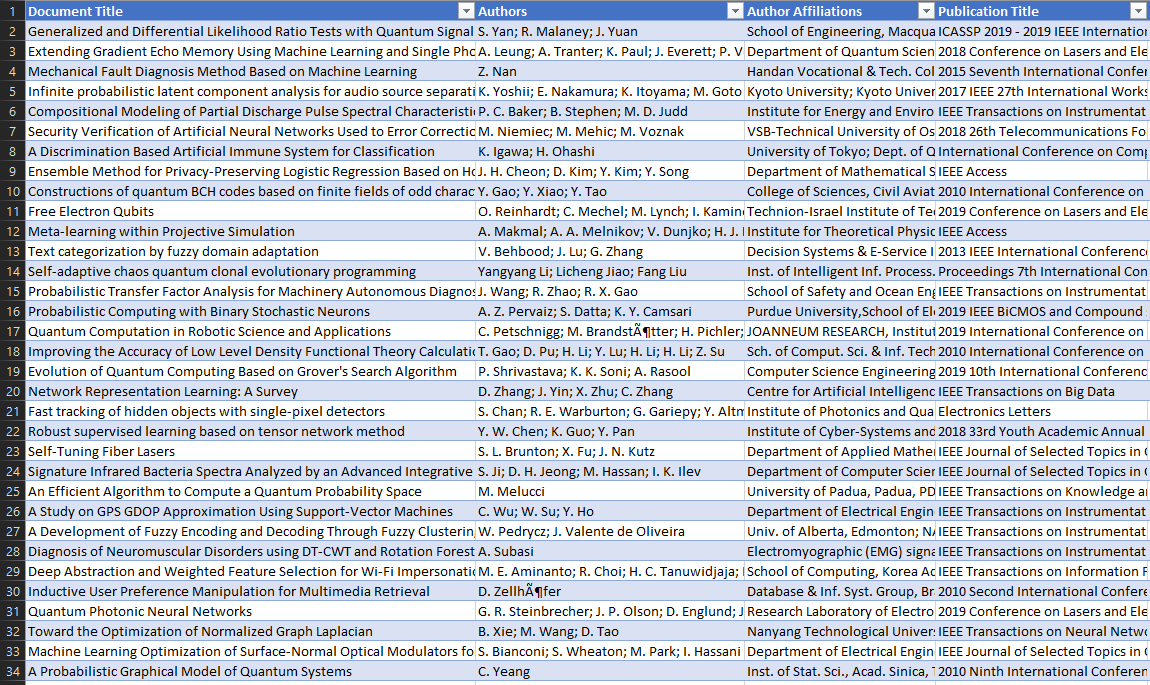 1 Document Title Authors Author Affiliations Publication Title
2 Generalized and Differential Likelihood Ratio Tests with Quantum Signal S. Yan; R. Malaney; J. Yuan School of Engineering, Macqua ICASSP 2019 - 2019 IEEE Internation
3 Extending Gradient Echo Memory Using Machine Learning and Single Pho A. Leung; A. Tranter; K. Paul; J. Everett; P. V Department of Quantum Scien 2018 Conference on Lasers and Ele
4 Mechanical Fault Diagnosis Method Based on Machine Learning Z. Nan Handan Vocational & Tech. Col 2015 Seventh International Confer
5 Infinite probabilistic latent component analysis for audio source separati K. Yoshii; E. Nakamura; K. Itoyama; M. Goto Kyoto University; Kyoto Univer 2017 IEEE 27th International Works
6 Compositional Modeling of Partial Discharge Pulse Spectral Characteristi P. C. Baker; B. Stephen; M. D. Judd Institute for Energy and Enviro IEEE Transactions on Instrumentat
7 Security Verification of Artificial Neural Networks Used to Error Correctio M. Niemiec; M. Mehic; M. Voznak VSB-Technical University of Os 2018 26th Telecommunications Fo
8 A Discrimination Based Artificial Immune System for Classification K. Igawa; H. Ohashi University of Tokyo; Dept. of Q International Conference on Comp
9 Ensemble Method for Privacy-Preserving Logistic Regression Based on Ho J. H. Cheon; D. Kim; Y. Kim; Y. Song Department of Mathematical S IEEE Access
10 Constructions of quantum BCH codes based on finite fields of odd charac Y. Gao; Y. Xiao; Y. Tao College of Sciences, Civil Aviat 2010 International Conference on
11 Free Electron Qubits O. Reinhardt; C. Mechel; M. Lynch; I. Kamin Technion-Israel Institute of Tec 2019 Conference on Lasers and Ele
12 Meta-learning within Projective Simulation A. Makmal; A. A. Melnikov; V. Dunjko; H. J. Institute for Theoretical Physic IEEE Access
13 Text categorization by fuzzy domain adaptation V. Behbood; J. Lu; G. Zhang Decision Systems & E-Service I 2013 IEEE International Conference
14 Self-adaptive chaos quantum clonal evolutionary programming Yangyang Li; Licheng Jiao; Fang Liu Inst. of Intelligent Inf. Process. Proceedings 7th International Con
15 Probabilistic Transfer Factor Analysis for Machinery Autonomous Diagnos J. Wang; R. Zhao; R. X. Gao School of Safety and Ocean Eng IEEE Transactions on Instrumentat
16 Probabilistic Computing with Binary Stochastic Neurons A. Z. Pervaiz; S. Datta; K. Y. Camsari Purdue University,School of Ele 2019 IEEE BiCMOS and Compound
17 Quantum Computation in Robotic Science and Applications C. Petschnigg; M. BrandstÃ¶tter; H. Pichler; JOANNEUM RESEARCH, Institut 2019 International Conference on
18 Improving the Accuracy of Low Level Density Functional Theory Calculatic T. Gao; D. Pu; H. Li; Y. Lu; H. Li; H. Li; Z. Su Sch. of Comput. Sci. & Inf. Tech 2010 International Conference on
19 Evolution of Quantum Computing Based on Grover's Search Algorithm P. Shrivastava; K. K. Soni; A. Rasool Computer Science Engineering 2019 10th International Conferenc
20 Network Representation Learning: A Survey D. Zhang; J. Yin; X. Zhu; C. Zhang Centre for Artificial Intelligenc IEEE Transactions on Big Data
21 Fast tracking of hidden objects with single-pixel detectors S. Chan; R. E. Warburton; G. Gariepy; Y. Altm Institute of Photonics and Qua Electronics Letters
22 Robust supervised learning based on tensor network method Y. W. Chen; K. Guo; Y. Pan Institute of Cyber-Systems and 2018 33rd Youth Academic Annual
23 Self-Tuning Fiber Lasers S. L. Brunton; X. Fu; J. N. Kutz Department of Applied Mathe IEEE Journal of Selected Topics in
24 Signature Infrared Bacteria Spectra Analyzed by an Advanced Integrative S. Ji; D. H. Jeong; M. Hassan; I. K. Ilev Department of Computer Scier IEEE Journal of Selected Topics in
25 An Efficient Algorithm to Compute a Quantum Probability Space M. Melucci University of Padua, Padua, PD IEEE Transactions on Knowledge a
26 A Study on GPS GDOP Approximation Using Support-Vector Machines C. Wu; W. Su; Y. Ho Department of Electrical Engin IEEE Transactions on Instrumentat
27 A Development of Fuzzy Encoding and Decoding Through Fuzzy Clusterin W. Pedrycz; J. Valente de Oliveira Univ. of Alberta, Edmonton; NA IEEE Transactions on Instrumentat
28 Diagnosis of Neuromuscular Disorders using DT-CWT and Rotation Forest A. Subasi Electromyographic (EMG) signa IEEE Transactions on Instrumentat
29 Deep Abstraction and Weighted Feature Selection for Wi-Fi Impersonatic M. E. Aminanto; R. Choi; H. C. Tanuwidjaja; School of Computing, Korea Ad IEEE Transactions on Information F
30 Inductive User Preference Manipulation for Multimedia Retrieval D. ZellhÃ¶fer Database & Inf. Syst. Group, Br 2010 Second International Confere
31 Quantum Photonic Neural Networks G. R. Steinbrecher; J. P. Olson; D. Englund; J Research Laboratory of Electro 2019 Conference on Lasers and Ele
32 Toward the Optimization of Normalized Graph Laplacian B. Xie; M. Wang; D. Tao Nanyang Technological Univers IEEE Transactions on Neural Netwo
33 Machine Learning Optimization of Surface-Normal Optical Modulators fo S. Bianconi; S. Wheaton; M. Park; I. Hassani Department of Electrical Engin IEEE Journal of Selected Topics in
34 A Probabilistic Graphical Model of Quantum Systems C. Yeang Inst. of Stat. Sci., Acad. Sinica, 2010 Ninth International Conferen